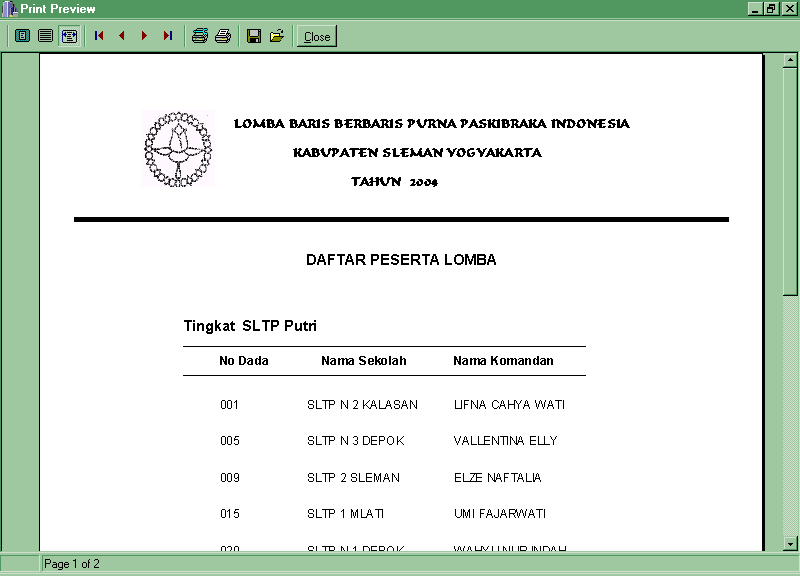 Print Preview
Close
LOMBA BARIS BERBARIS PURNA PASKIBRAKA INDONESIA
KABUPATEN SLEMAN YOGYAKARTA
TAHUN 2004
DAFTAR PESERTA LOMBA
Tingkat SLTP Putri
No Dada Nama Sekolah Nama Komandan
001 SLTP N 2 KALASAN LIFNA CAHYA WATI
005 SLTP N 3 DEPOK VALLENTINA ELLY
009 SLTP 2 SLEMAN ELZE NAFTALIA
015 SLTP 1 MLATI UMI FAJARWATI
020 SLTP N 1 DEPOK WAHYU NUR INDAH
Page 1 of 2